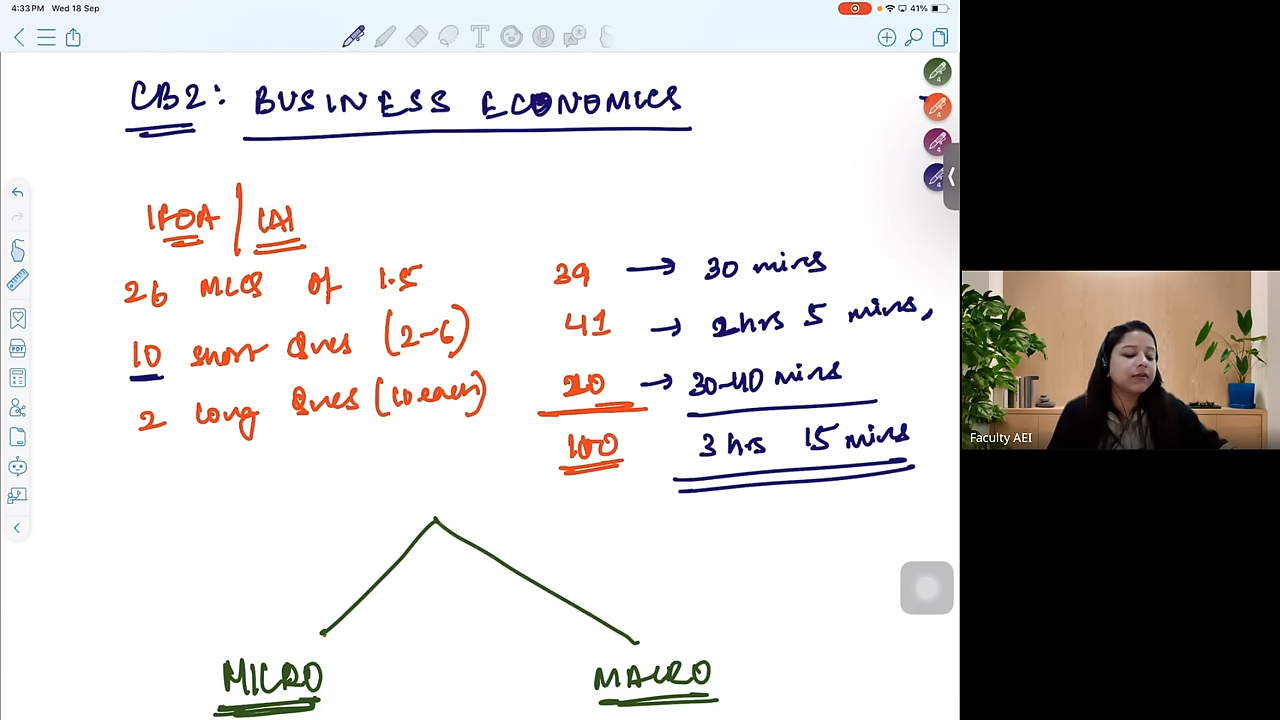 4:33 PM Wed 18 Sep 41%
CB2: BUSINESS ECONOMICS
IFOA | IAI
26 MCQS of 1.5 39 → 30 mins
10 short Ques (2-6) 41 → 2hrs 5 mins,
2 long Ques (10 each) 20 → 30-40 mins
100 3 hrs 15 mins
MICRO MACRO
Faculty AEI